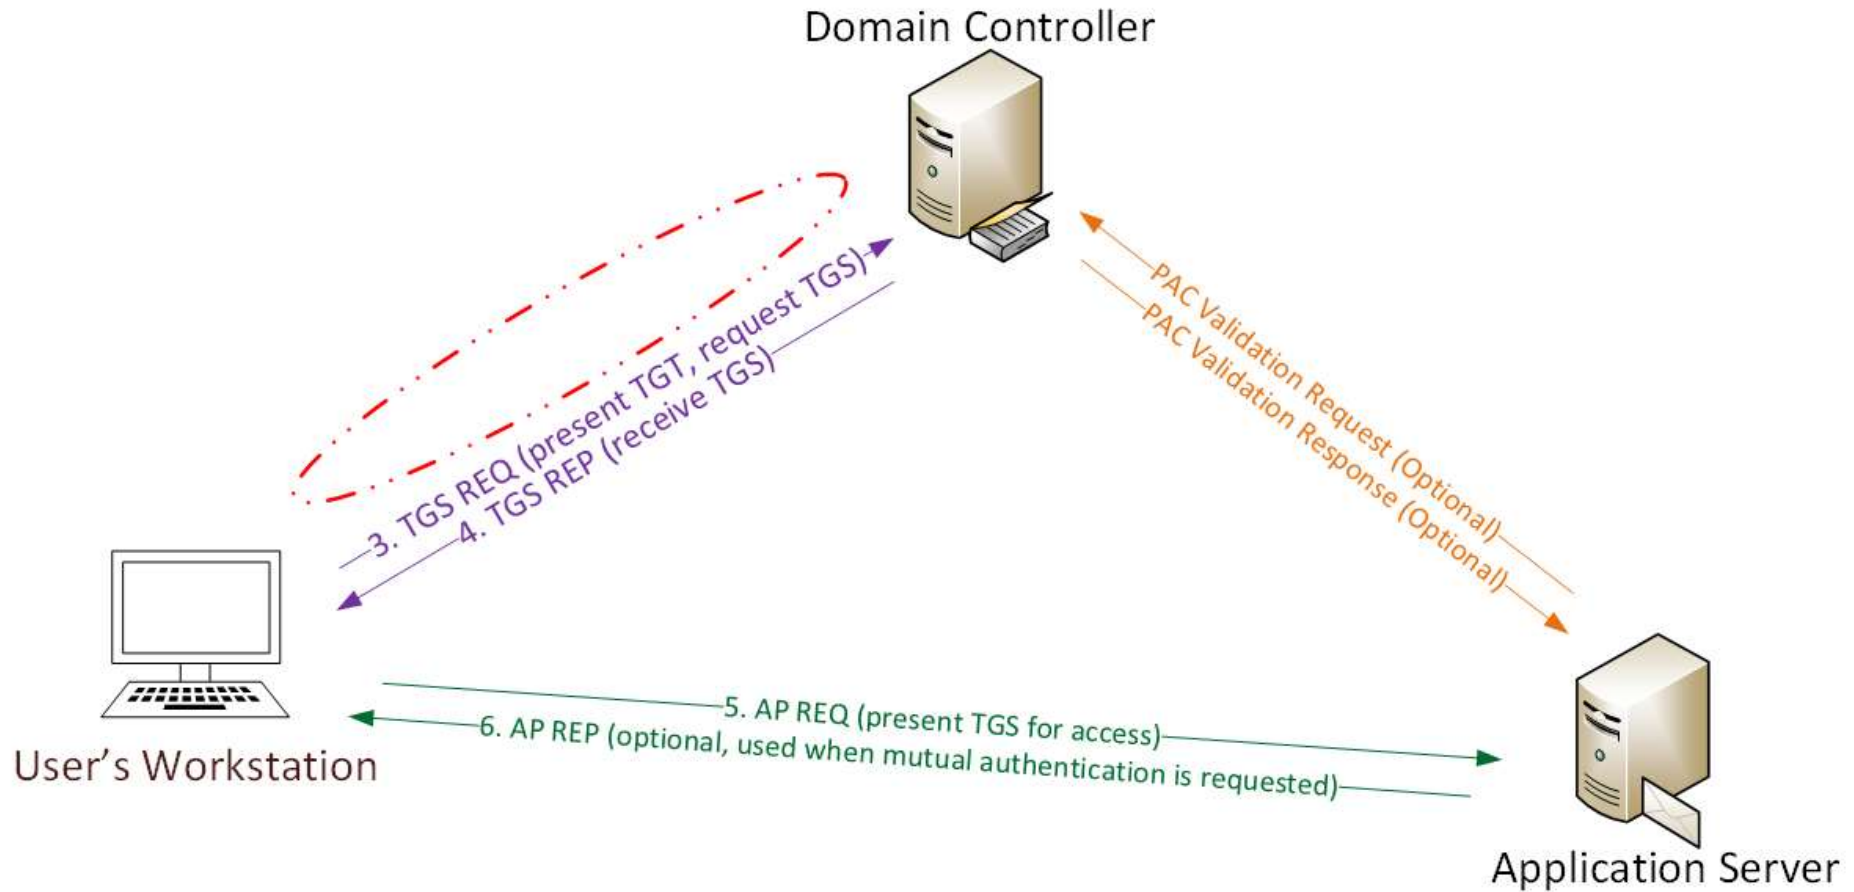 Domain Controller
3. TGS REQ (present TGT, request TGS)
4. TGS REP (receive TGS)
PAC Validation Request (Optional)
PAC Validation Response (Optional)
5. AP REQ (present TGS for access)
6. AP REP (optional, used when mutual authentication is requested)
User’s Workstation
Application Server